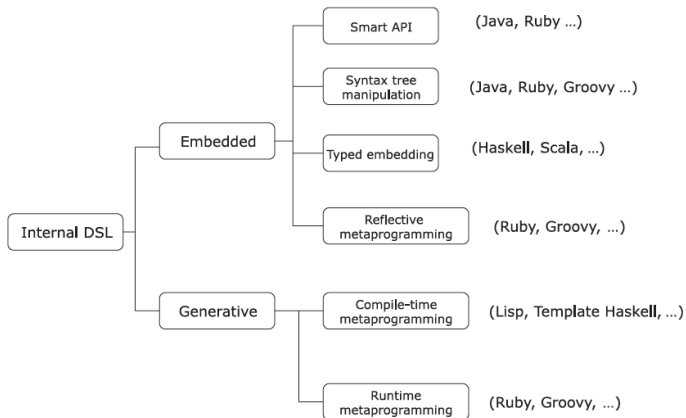 Smart API
(Java, Ruby ...)
Syntax tree
manipulation
(Java, Ruby, Groovy ...)
Embedded
Typed embedding
(Haskell, Scala, ...)
Internal DSL
Reflective
metaprogramming
(Ruby, Groovy, ...)
Generative
Compile-time
metaprogramming
(Lisp, Template Haskell, ...)
Runtime
metaprogramming
(Ruby, Groovy, ...)